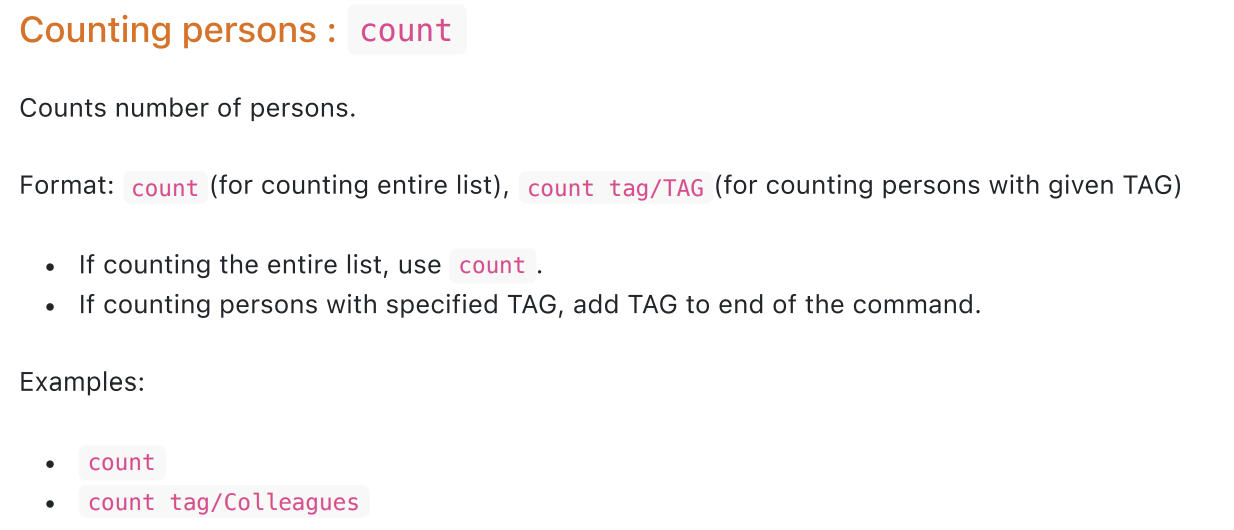 Counting persons : count
Counts number of persons.
Format: count (for counting entire list), count tag/TAG (for counting persons with given TAG)
• If counting the entire list, use count .
• If counting persons with specified TAG, add TAG to end of the command.
Examples:
• count
• count tag/Colleagues